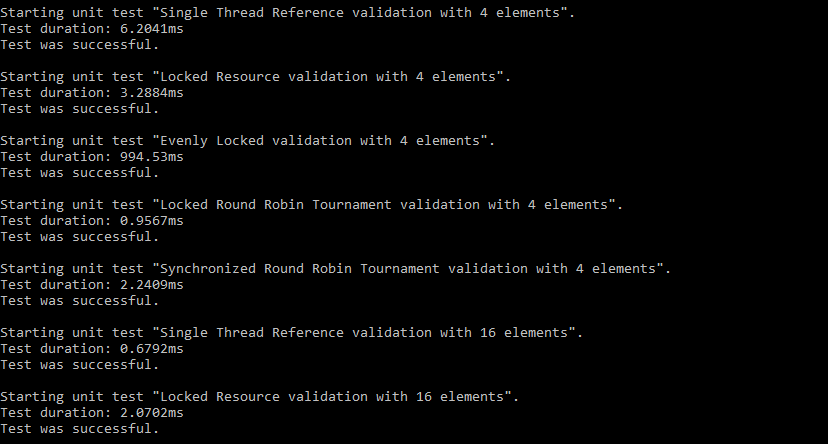 Starting unit test "Single Thread Reference validation with 4 elements".
Test duration: 6.2041ms
Test was successful.
Starting unit test "Locked Resource validation with 4 elements".
Test duration: 3.2884ms
Test was successful.
Starting unit test "Evenly Locked validation with 4 elements".
Test duration: 994.53ms
Test was successful.
Starting unit test "Locked Round Robin Tournament validation with 4 elements".
Test duration: 0.9567ms
Test was successful.
Starting unit test "Synchronized Round Robin Tournament validation with 4 elements".
Test duration: 2.2409ms
Test was successful.
Starting unit test "Single Thread Reference validation with 16 elements".
Test duration: 0.6792ms
Test was successful.
Starting unit test "Locked Resource validation with 16 elements".
Test duration: 2.0702ms
Test was successful.